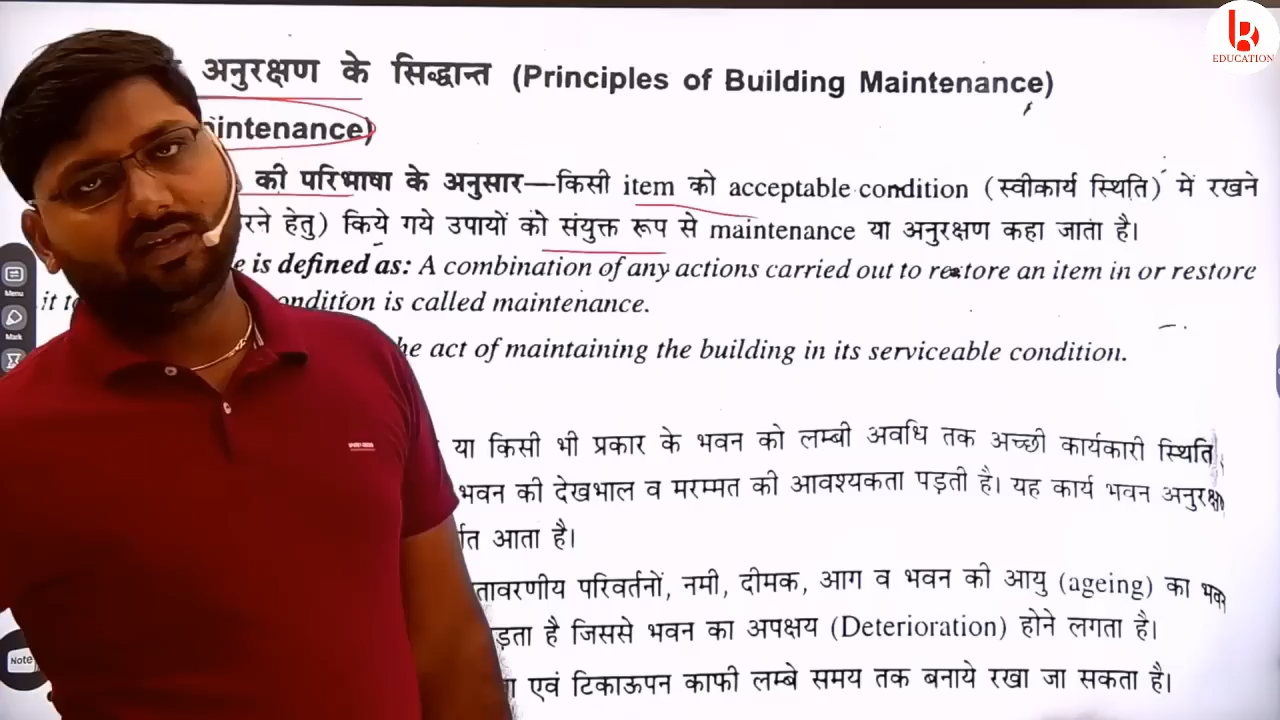 अनुरक्षण के सिद्धान्त (Principles of Building Maintenance)
intenance)
की परिभाषा के अनुसार—किसी item को acceptable condition (स्वीकार्य स्थिति) में रखने
रने हेतु) किये गये उपायों को संयुक्त रूप से maintenance या अनुरक्षण कहा जाता है।
e is defined as: A combination of any actions carried out to restore an item in or restore
it to ondition is called maintenance.
he act of maintaining the building in its serviceable condition.
या किसी भी प्रकार के भवन को लम्बी अवधि तक अच्छी कार्यकारी स्थिति
भवन की देखभाल व मरम्मत की आवश्यकता पड़ती है। यह कार्य भवन अनुरक्ष
र्गत आता है।
तावरणीय परिवर्तनों, नमी, दीमक, आग व भवन की आयु (ageing) का
ड़ता है जिससे भवन का अपक्षय (Deterioration) होने लगता है।
एवं टिकाऊपन काफी लम्बे समय तक बनाये रखा जा सकता है।
EDUCATION
Menu
Mark
Note